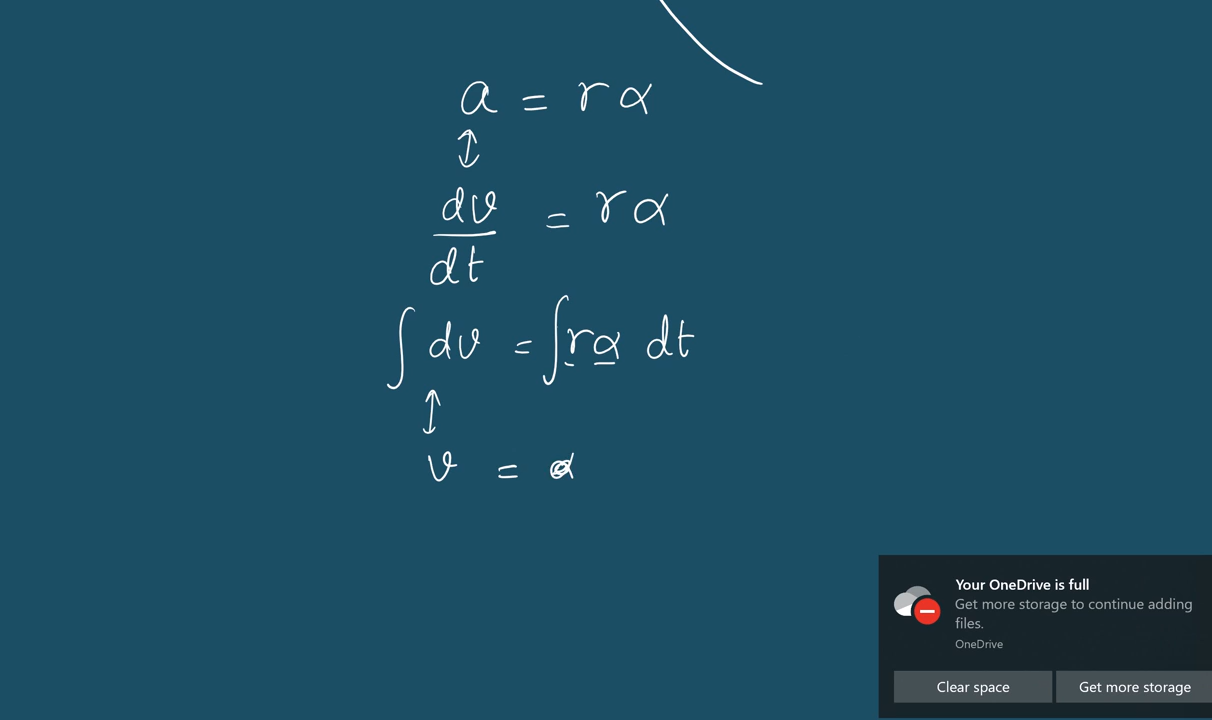 a = rα
↕
dv/dt = rα
∫ dv = ∫ rα dt
↕
v = α
Your OneDrive is full
Get more storage to continue adding
files.
OneDrive
Clear space Get more storage